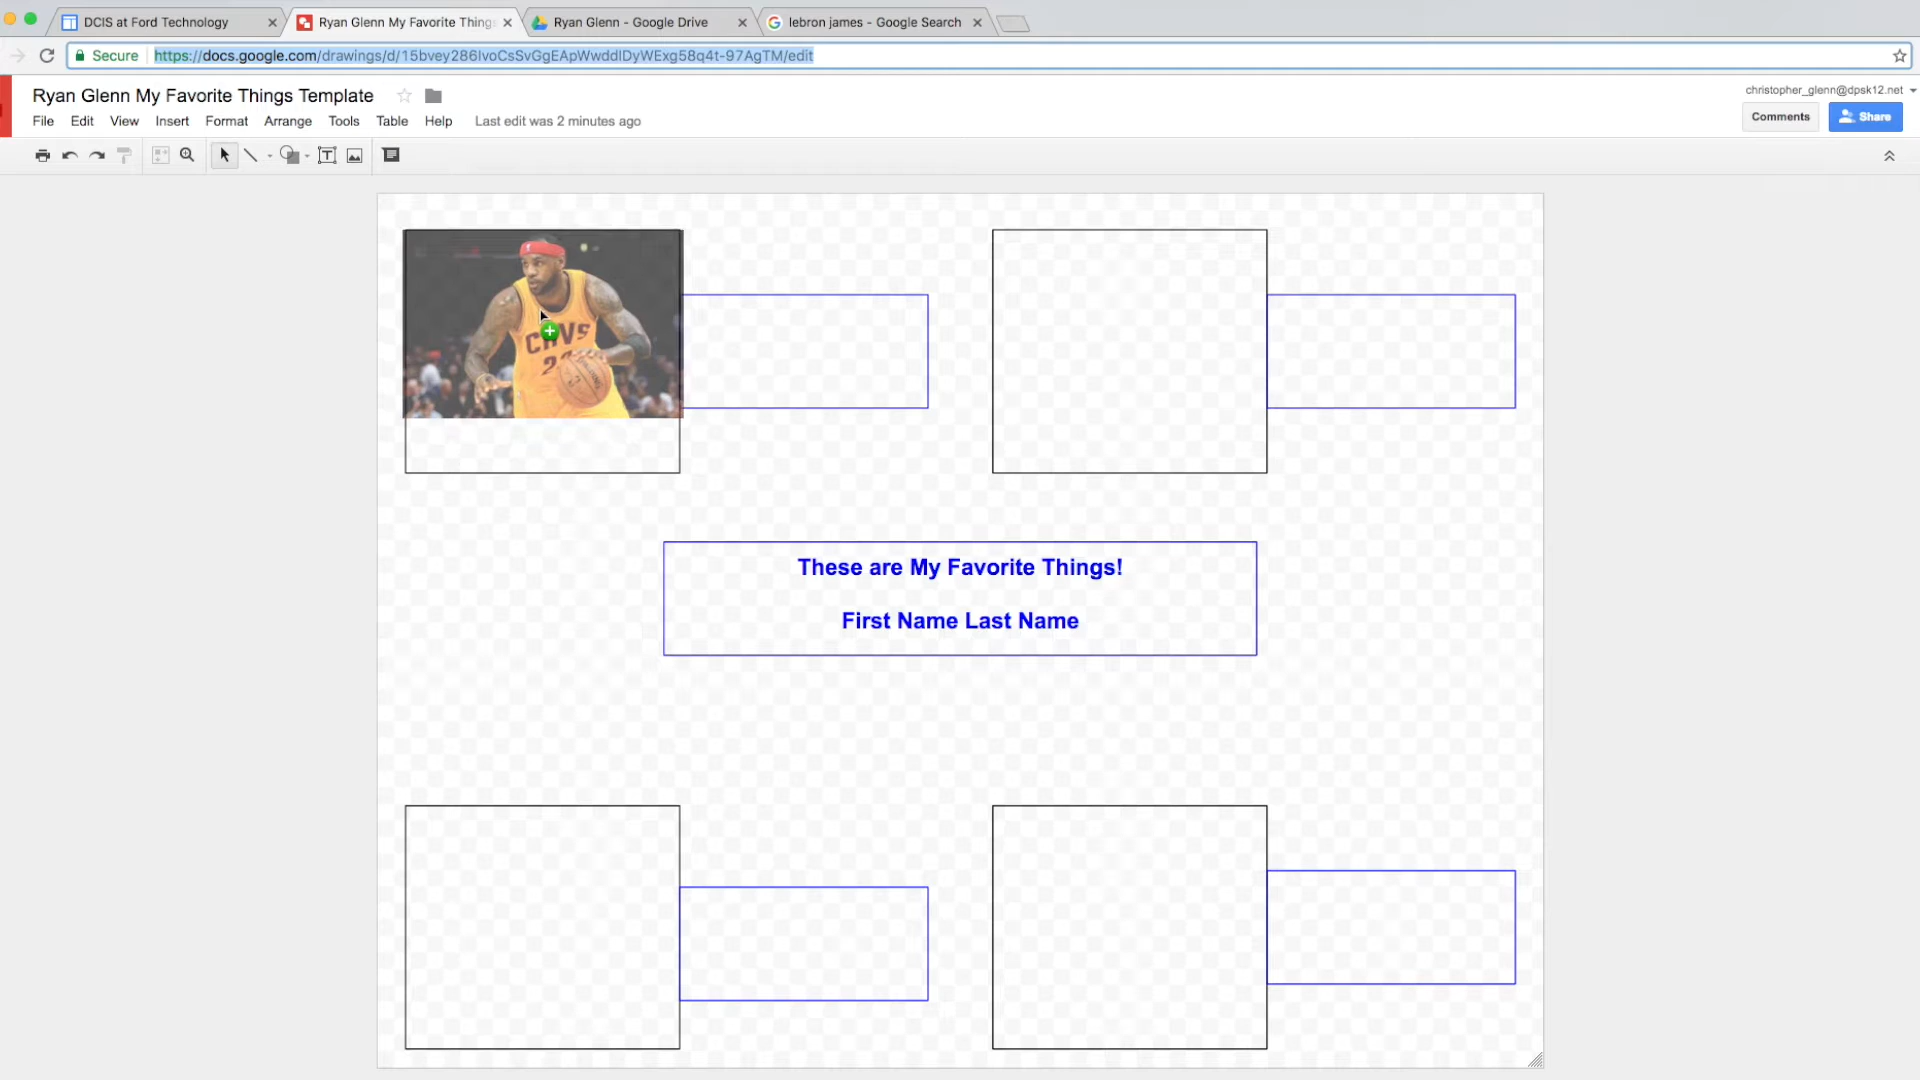 DCIS at Ford Technology
Ryan Glenn My Favorite Things
Ryan Glenn - Google Drive
lebron james - Google Search
Secure
https://docs.google.com/drawings/d/15bvey286IvoCsSvGgEApWwddIDyWExg58q4t-97AgTM/edit
Ryan Glenn My Favorite Things Template
christopher_glenn@dpsk12.net
File Edit View Insert Format Arrange Tools Table Help Last edit was 2 minutes ago
Comments
Share
CAVS
These are My Favorite Things!
First Name Last Name